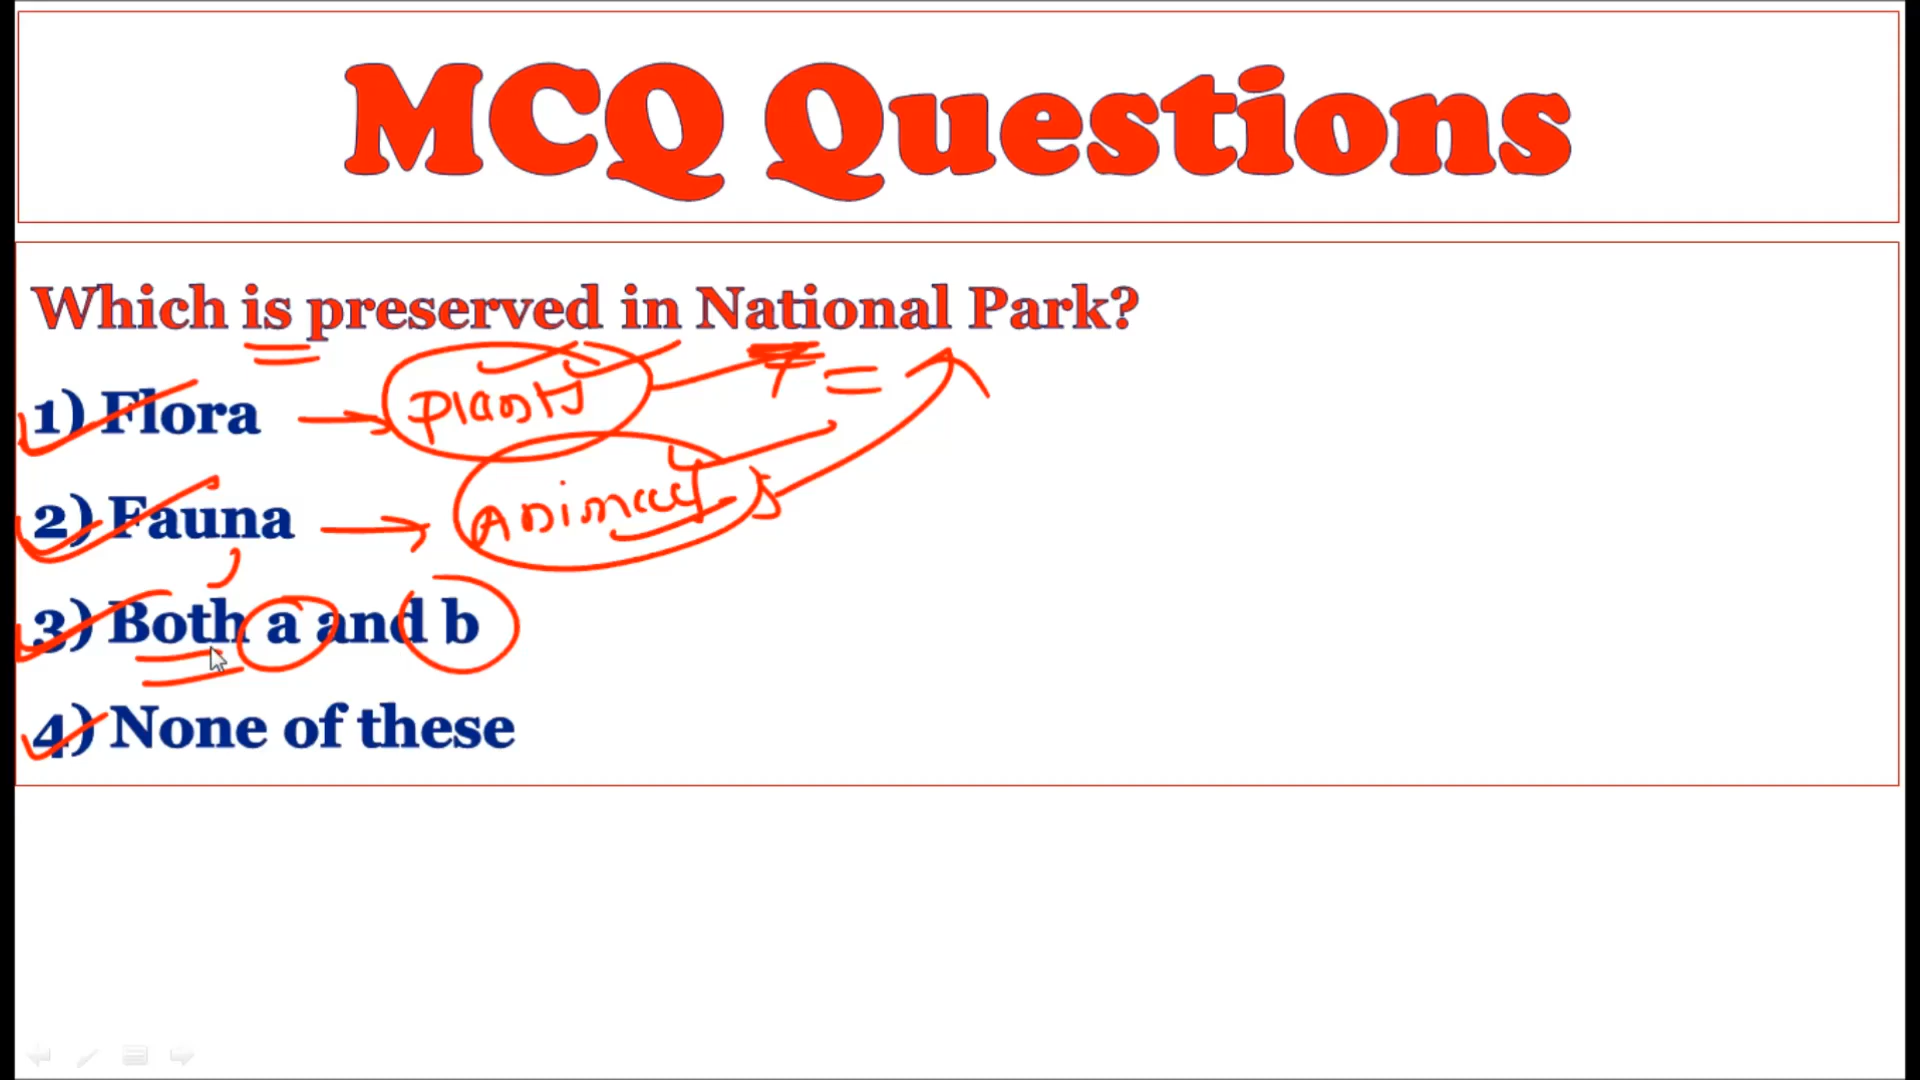 MCQ Questions
Which is preserved in National Park?
1) Flora → plants
2) Fauna → Animals
3) Both a and b
4) None of these